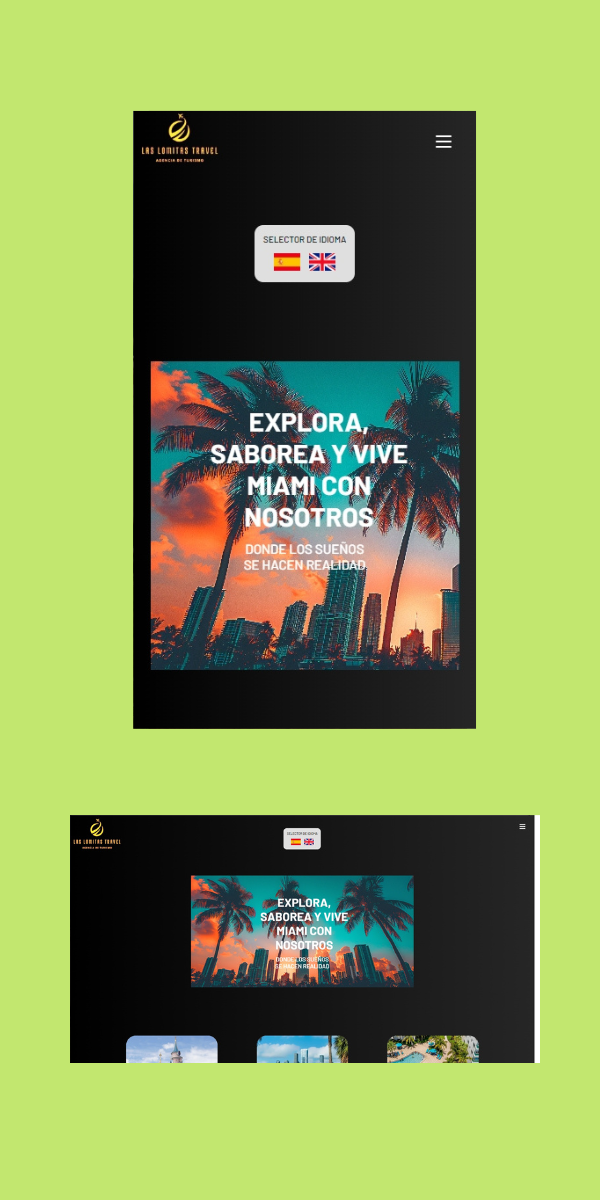 LAS LOMITAS TRAVEL
AGENCIA DE TURISMO
SELECTOR DE IDIOMA
EXPLORA,
SABOREA Y VIVE
MIAMI CON
NOSOTROS
DONDE LOS SUEÑOS
SE HACEN REALIDAD
LAS LOMITAS TRAVEL
AGENCIA DE TURISMO
SELECTOR DE IDIOMA
EXPLORA,
SABOREA Y VIVE
MIAMI CON
NOSOTROS
DONDE LOS SUEÑOS
SE HACEN REALIDAD